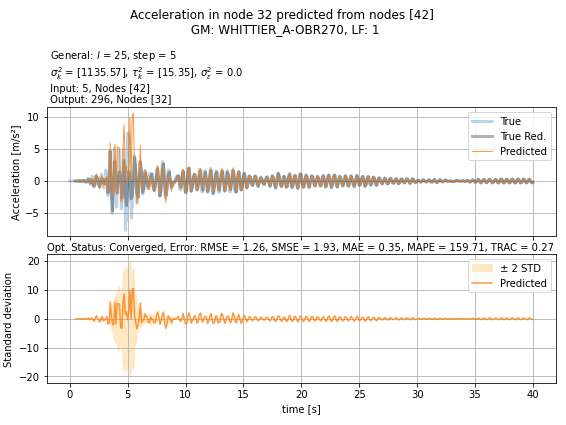 Acceleration in node 32 predicted from nodes [42]
GM: WHITTIER_A-OBR270, LF: 1
General: l = 25, step = 5
σ²ₖ = [1135.57], τ²ₖ = [15.35], σ²ε = 0.0
Input: 5, Nodes [42]
Output: 296, Nodes [32]
True
True Red.
Predicted
Acceleration [m/s²]
10
5
0
−5
Opt. Status: Converged, Error: RMSE = 1.26, SMSE = 1.93, MAE = 0.35, MAPE = 159.71, TRAC = 0.27
± 2 STD
Predicted
Standard deviation
20
10
0
−10
−20
0 5 10 15 20 25 30 35 40
time [s]